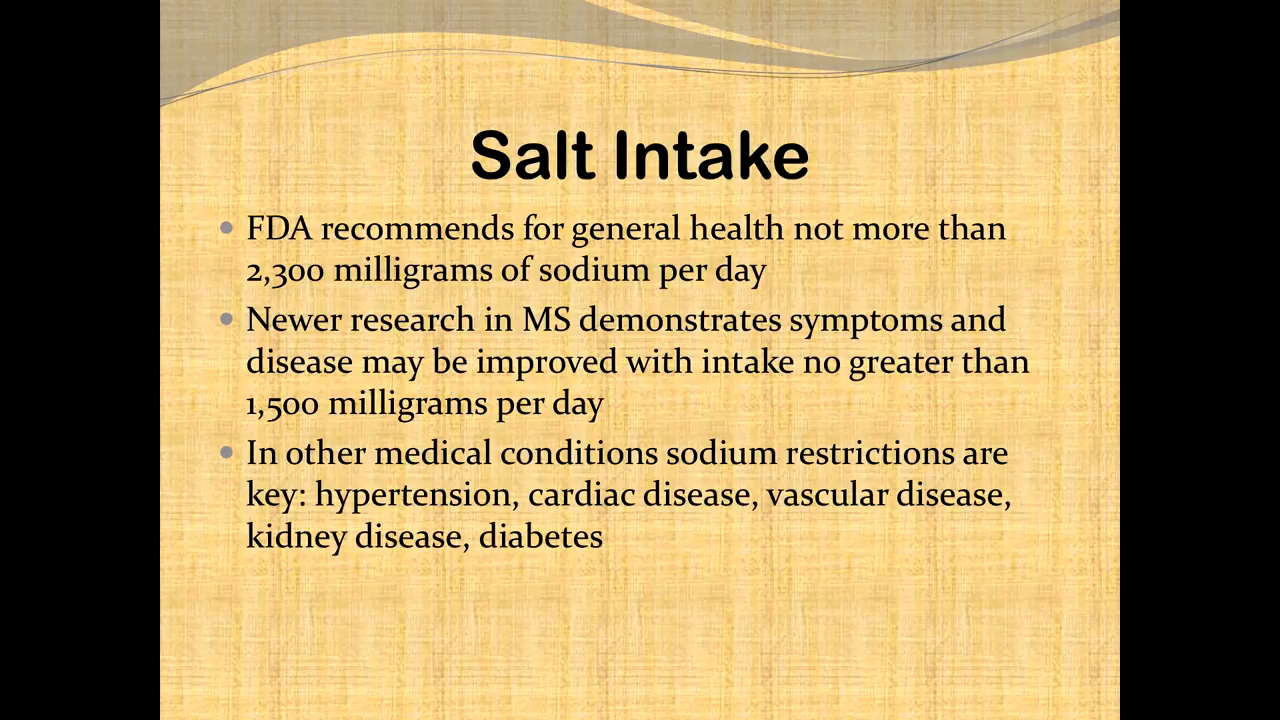 Salt Intake
• FDA recommends for general health not more than
2,300 milligrams of sodium per day
• Newer research in MS demonstrates symptoms and
disease may be improved with intake no greater than
1,500 milligrams per day
• In other medical conditions sodium restrictions are
key: hypertension, cardiac disease, vascular disease,
kidney disease, diabetes